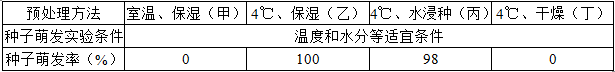 预处理方法 室温、保湿（甲） 4℃、保湿（乙） 4℃、水浸种（丙） 4℃、干燥（丁）
种子萌发实验条件 温度和水分等适宜条件
种子萌发率（%） 0 100 98 0